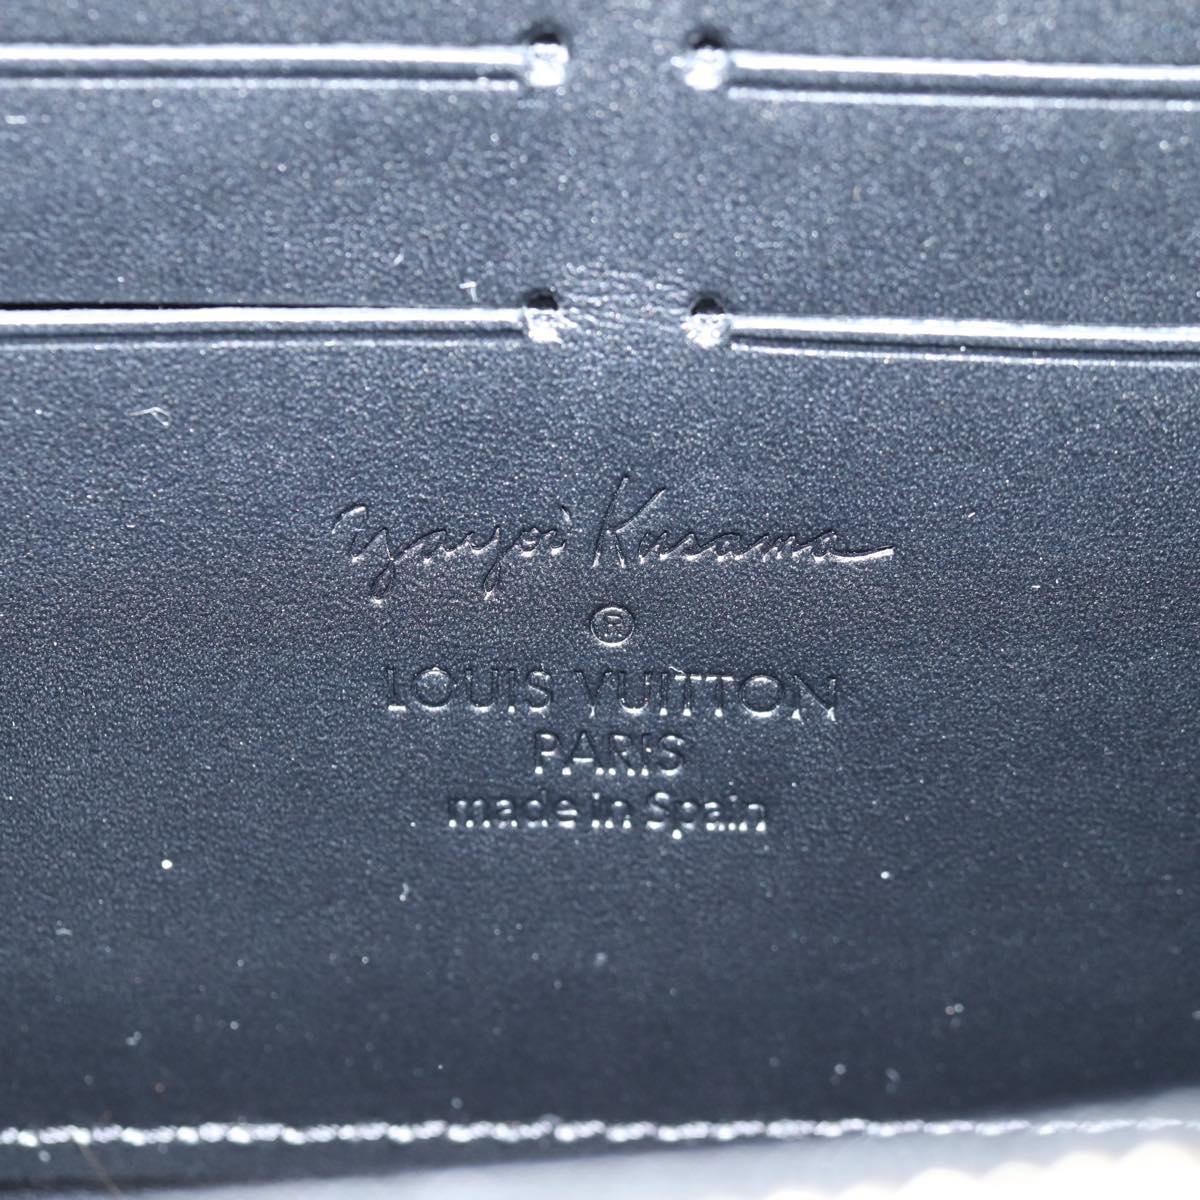 Yayoi Kusama
®
LOUIS VUITTON
PARIS
made in Spain